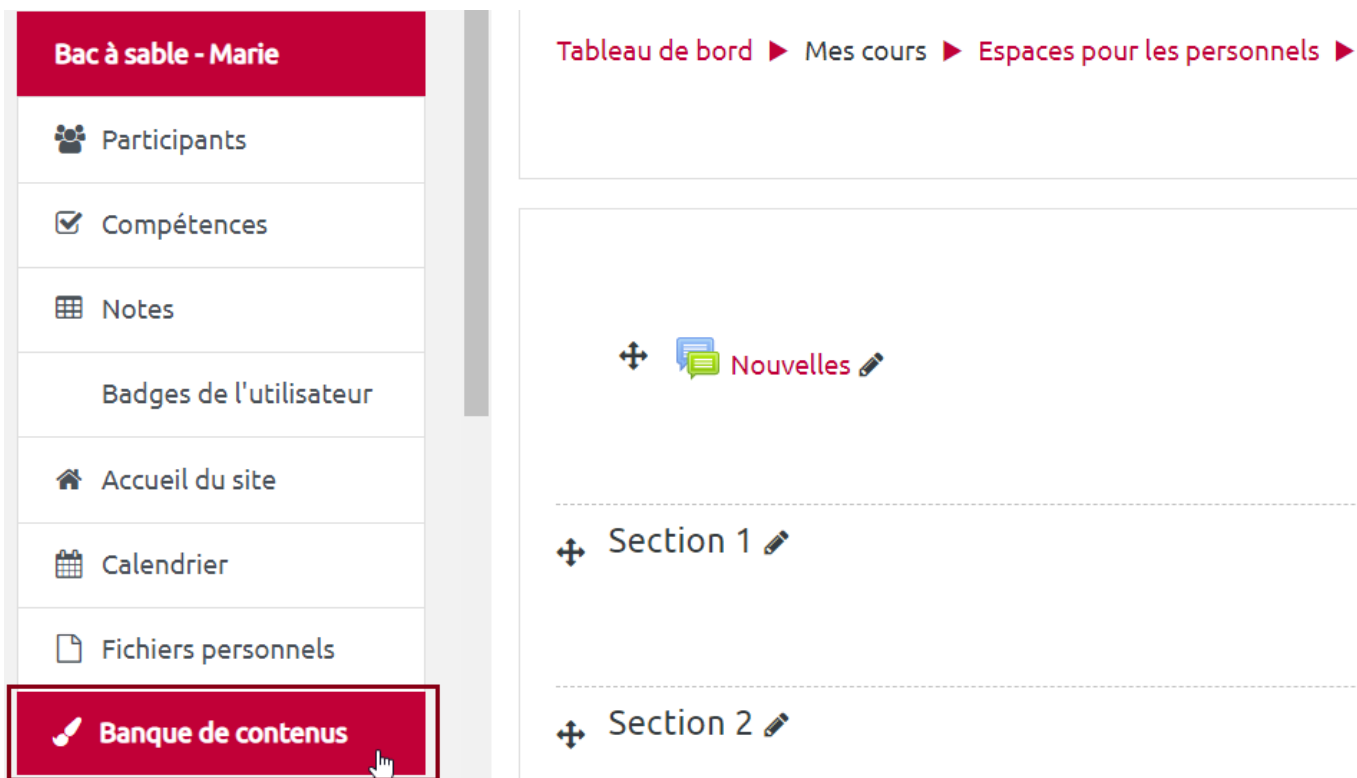 Bac à sable - Marie
Participants
Compétences
Notes
Badges de l'utilisateur
Accueil du site
Calendrier
Fichiers personnels
Banque de contenus
Tableau de bord ▶ Mes cours ▶ Espaces pour les personnels ▶
Nouvelles
Section 1
Section 2